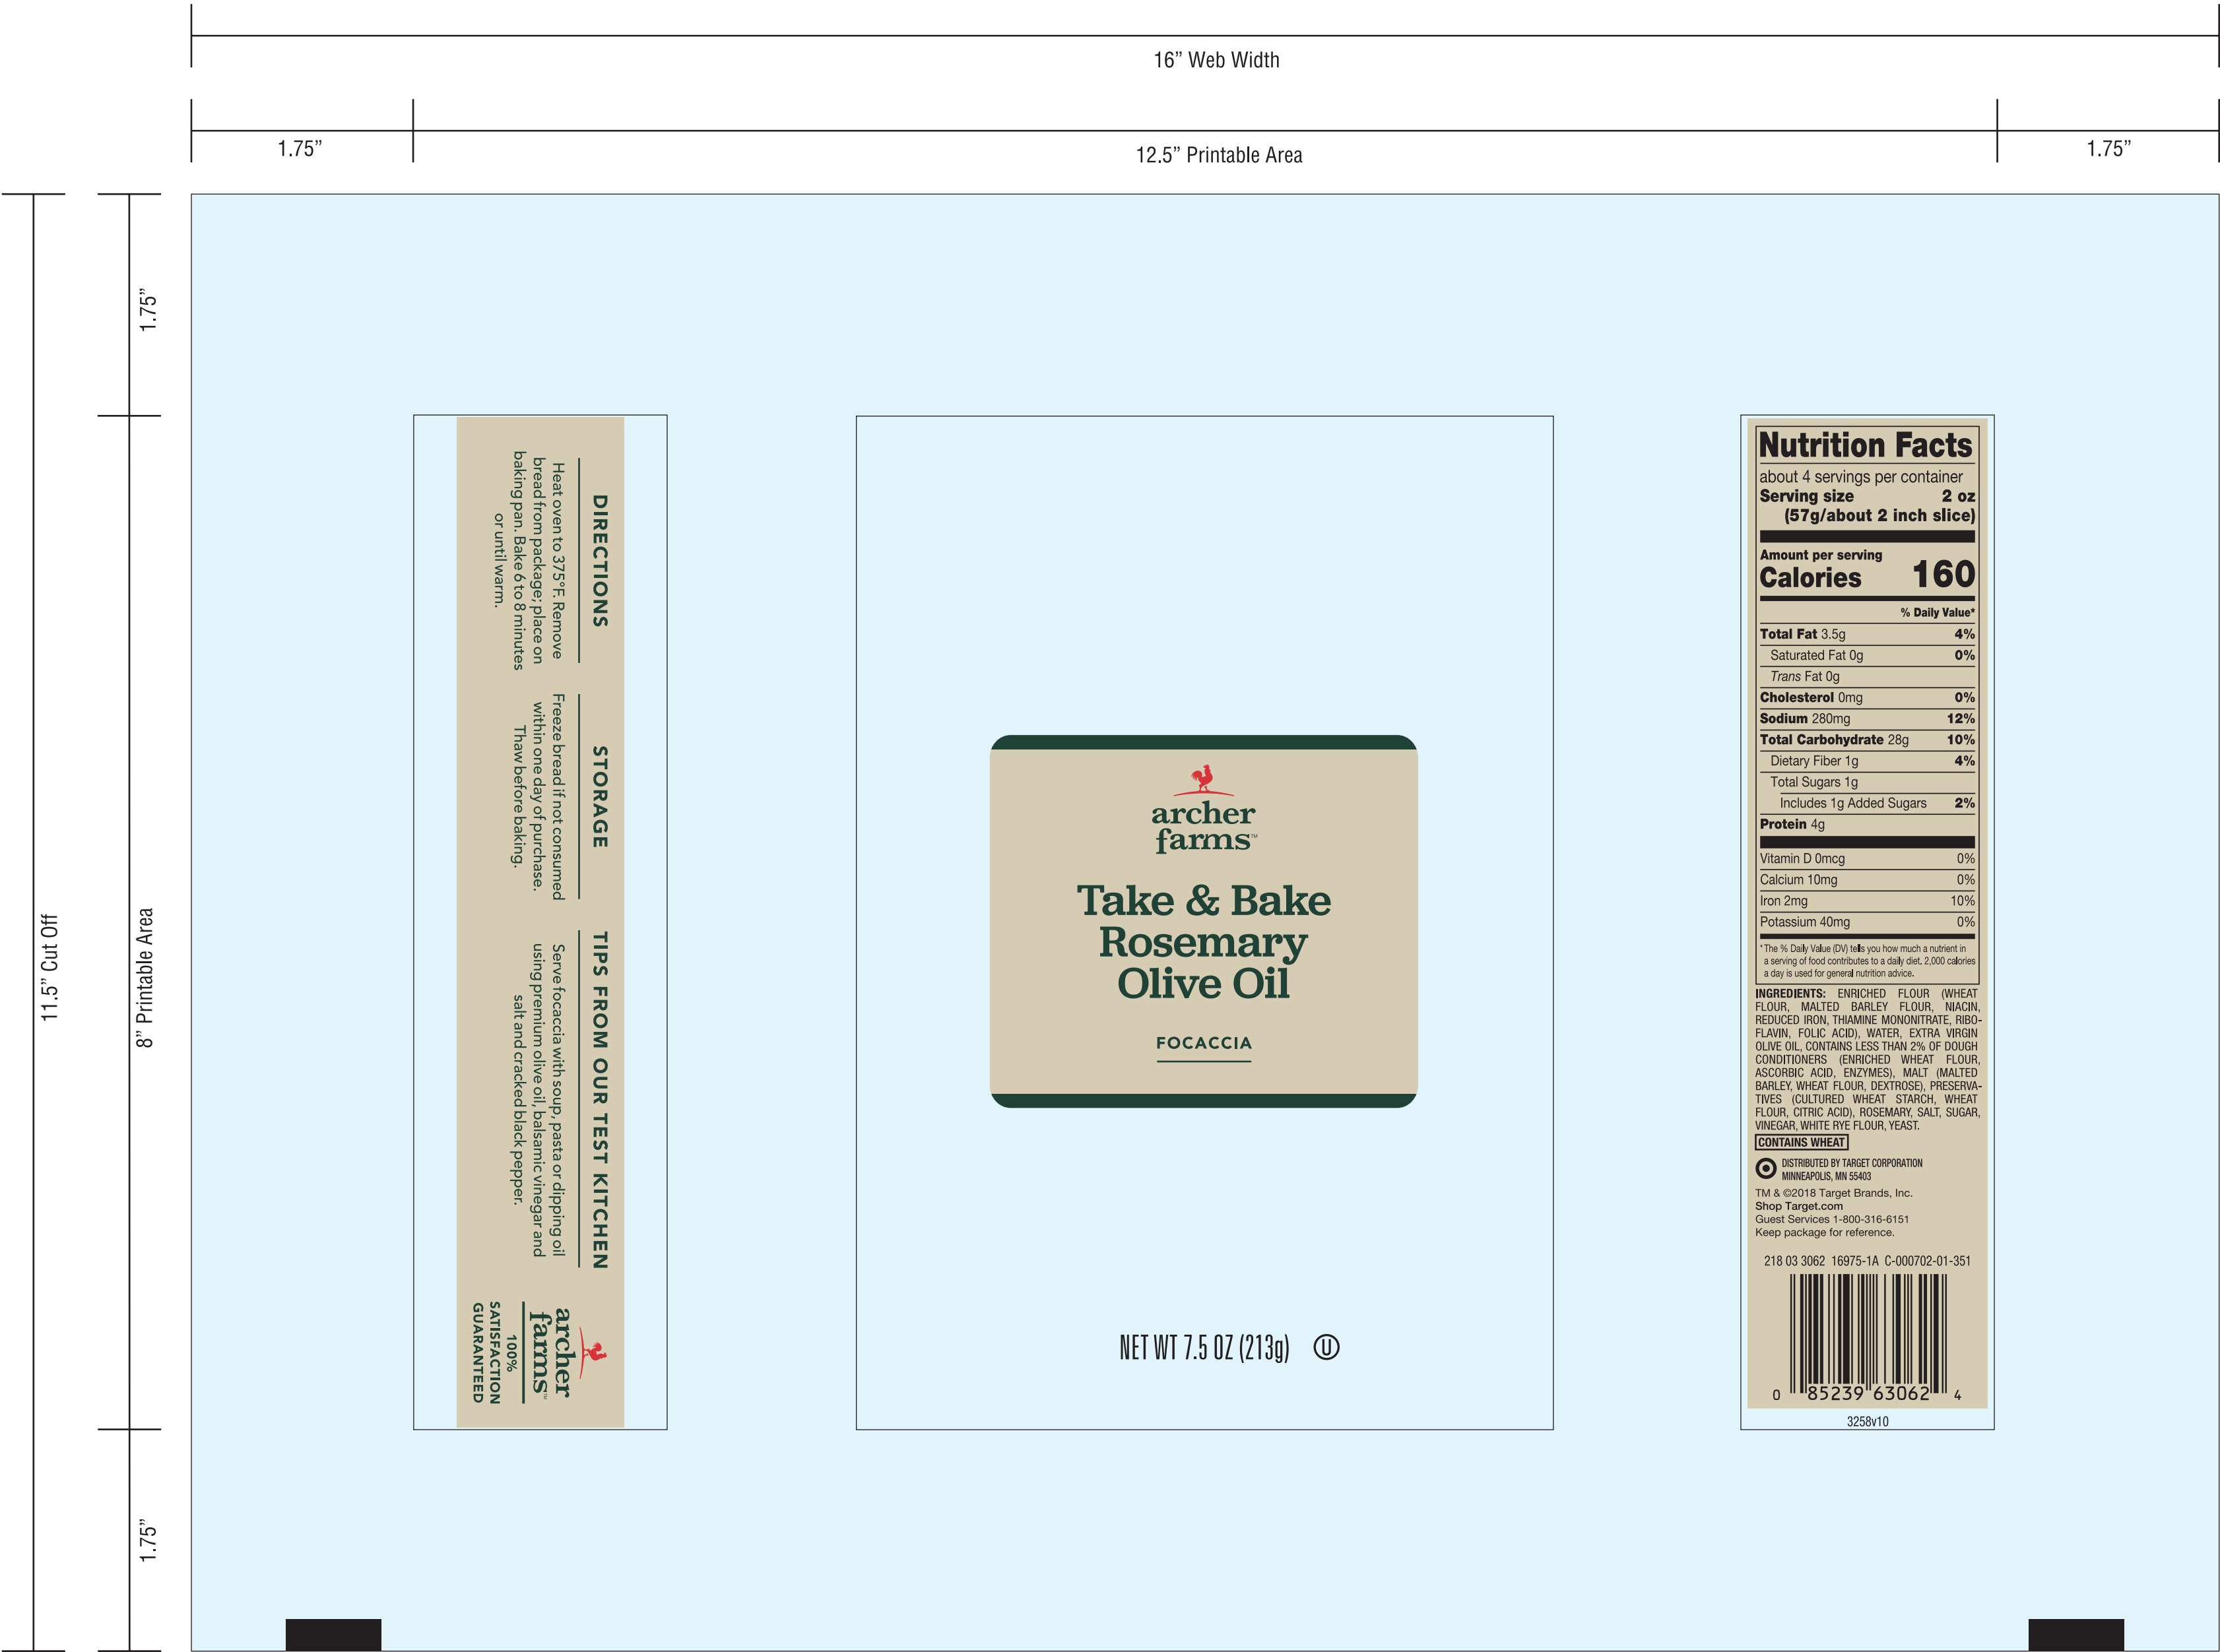 16” Web Width
1.75”
12.5” Printable Area
1.75”
11.5” Cut Off
1.75”
8” Printable Area
1.75”
DIRECTIONS
Heat oven to 375°F. Remove
bread from package; place on
baking pan. Bake 6 to 8 minutes
or until warm.
STORAGE
Freeze bread if not consumed
within one day of purchase.
Thaw before baking.
TIPS FROM OUR TEST KITCHEN
Serve focaccia with soup, pasta or dipping oil
using premium olive oil, balsamic vinegar and
salt and cracked black pepper.
archer
farms™
100%
SATISFACTION
GUARANTEED
archer
farms™
Take & Bake
Rosemary
Olive Oil
FOCACCIA
NET WT 7.5 OZ (213g) U
Nutrition Facts
about 4 servings per container
Serving size 2 oz
(57g/about 2 inch slice)
Amount per serving
Calories 160
% Daily Value*
Total Fat 3.5g 4%
Saturated Fat 0g 0%
Trans Fat 0g
Cholesterol 0mg 0%
Sodium 280mg 12%
Total Carbohydrate 28g 10%
Dietary Fiber 1g 4%
Total Sugars 1g
Includes 1g Added Sugars 2%
Protein 4g
Vitamin D 0mcg 0%
Calcium 10mg 0%
Iron 2mg 10%
Potassium 40mg 0%
*The % Daily Value (DV) tells you how much a nutrient in
a serving of food contributes to a daily diet. 2,000 calories
a day is used for general nutrition advice.
INGREDIENTS: ENRICHED FLOUR (WHEAT
FLOUR, MALTED BARLEY FLOUR, NIACIN,
REDUCED IRON, THIAMINE MONONITRATE, RIBO-
FLAVIN, FOLIC ACID), WATER, EXTRA VIRGIN
OLIVE OIL, CONTAINS LESS THAN 2% OF DOUGH
CONDITIONERS (ENRICHED WHEAT FLOUR,
ASCORBIC ACID, ENZYMES), MALT (MALTED
BARLEY, WHEAT FLOUR, DEXTROSE), PRESERVA-
TIVES (CULTURED WHEAT STARCH, WHEAT
FLOUR, CITRIC ACID), ROSEMARY, SALT, SUGAR,
VINEGAR, WHITE RYE FLOUR, YEAST.
CONTAINS WHEAT
DISTRIBUTED BY TARGET CORPORATION
MINNEAPOLIS, MN 55403
TM & ©2018 Target Brands, Inc.
Shop Target.com
Guest Services 1-800-316-6151
Keep package for reference.
218 03 3062 16975-1A C-000702-01-351
0 85239 63062 4
3258v10